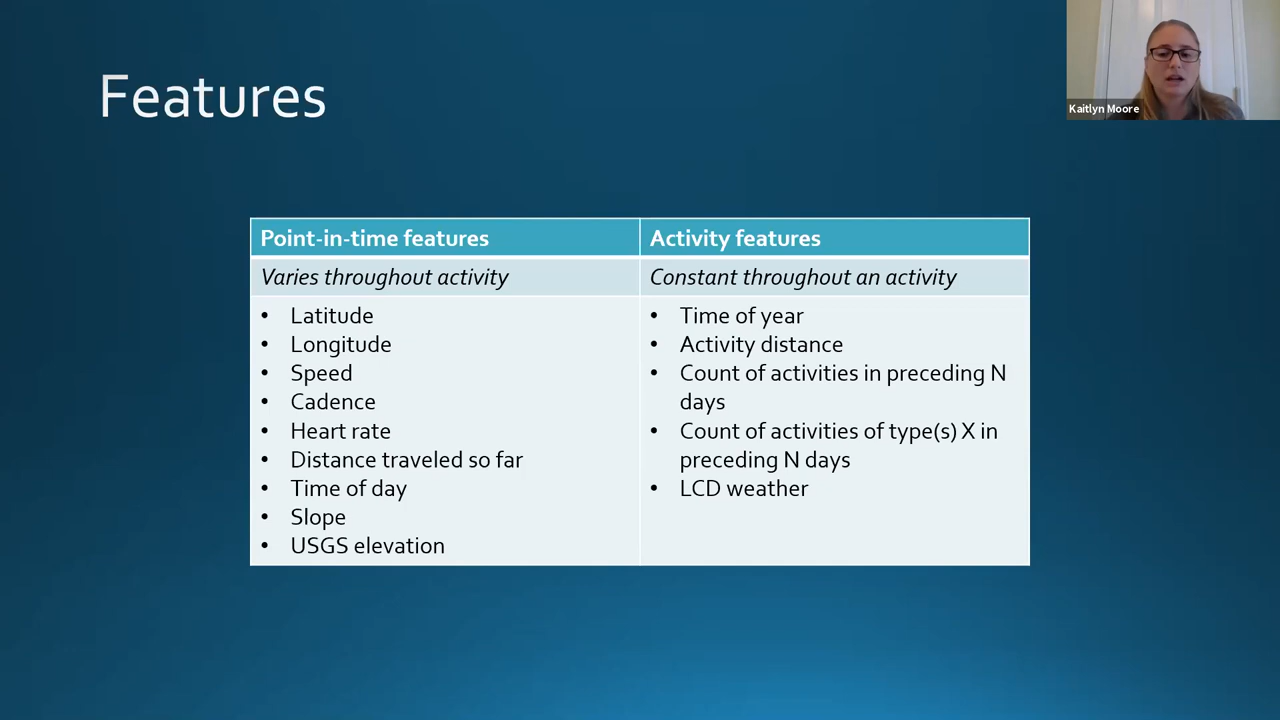 Features
Kaitlyn Moore
Point-in-time features
Activity features
Varies throughout activity
Constant throughout an activity
• Latitude
• Longitude
• Speed
• Cadence
• Heart rate
• Distance traveled so far
• Time of day
• Slope
• USGS elevation
• Time of year
• Activity distance
• Count of activities in preceding N
days
• Count of activities of type(s) X in
preceding N days
• LCD weather